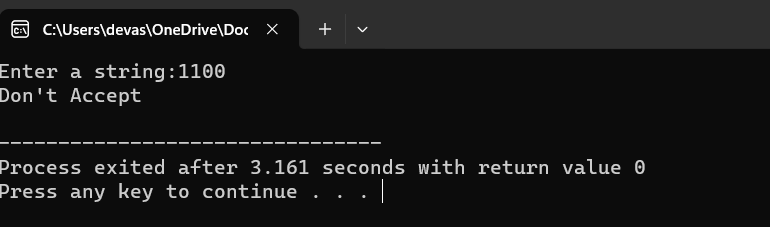 C:\Users\devas\OneDrive\Doc
Enter a string:1100
Don't Accept
--------------------------------
Process exited after 3.161 seconds with return value 0
Press any key to continue . . .